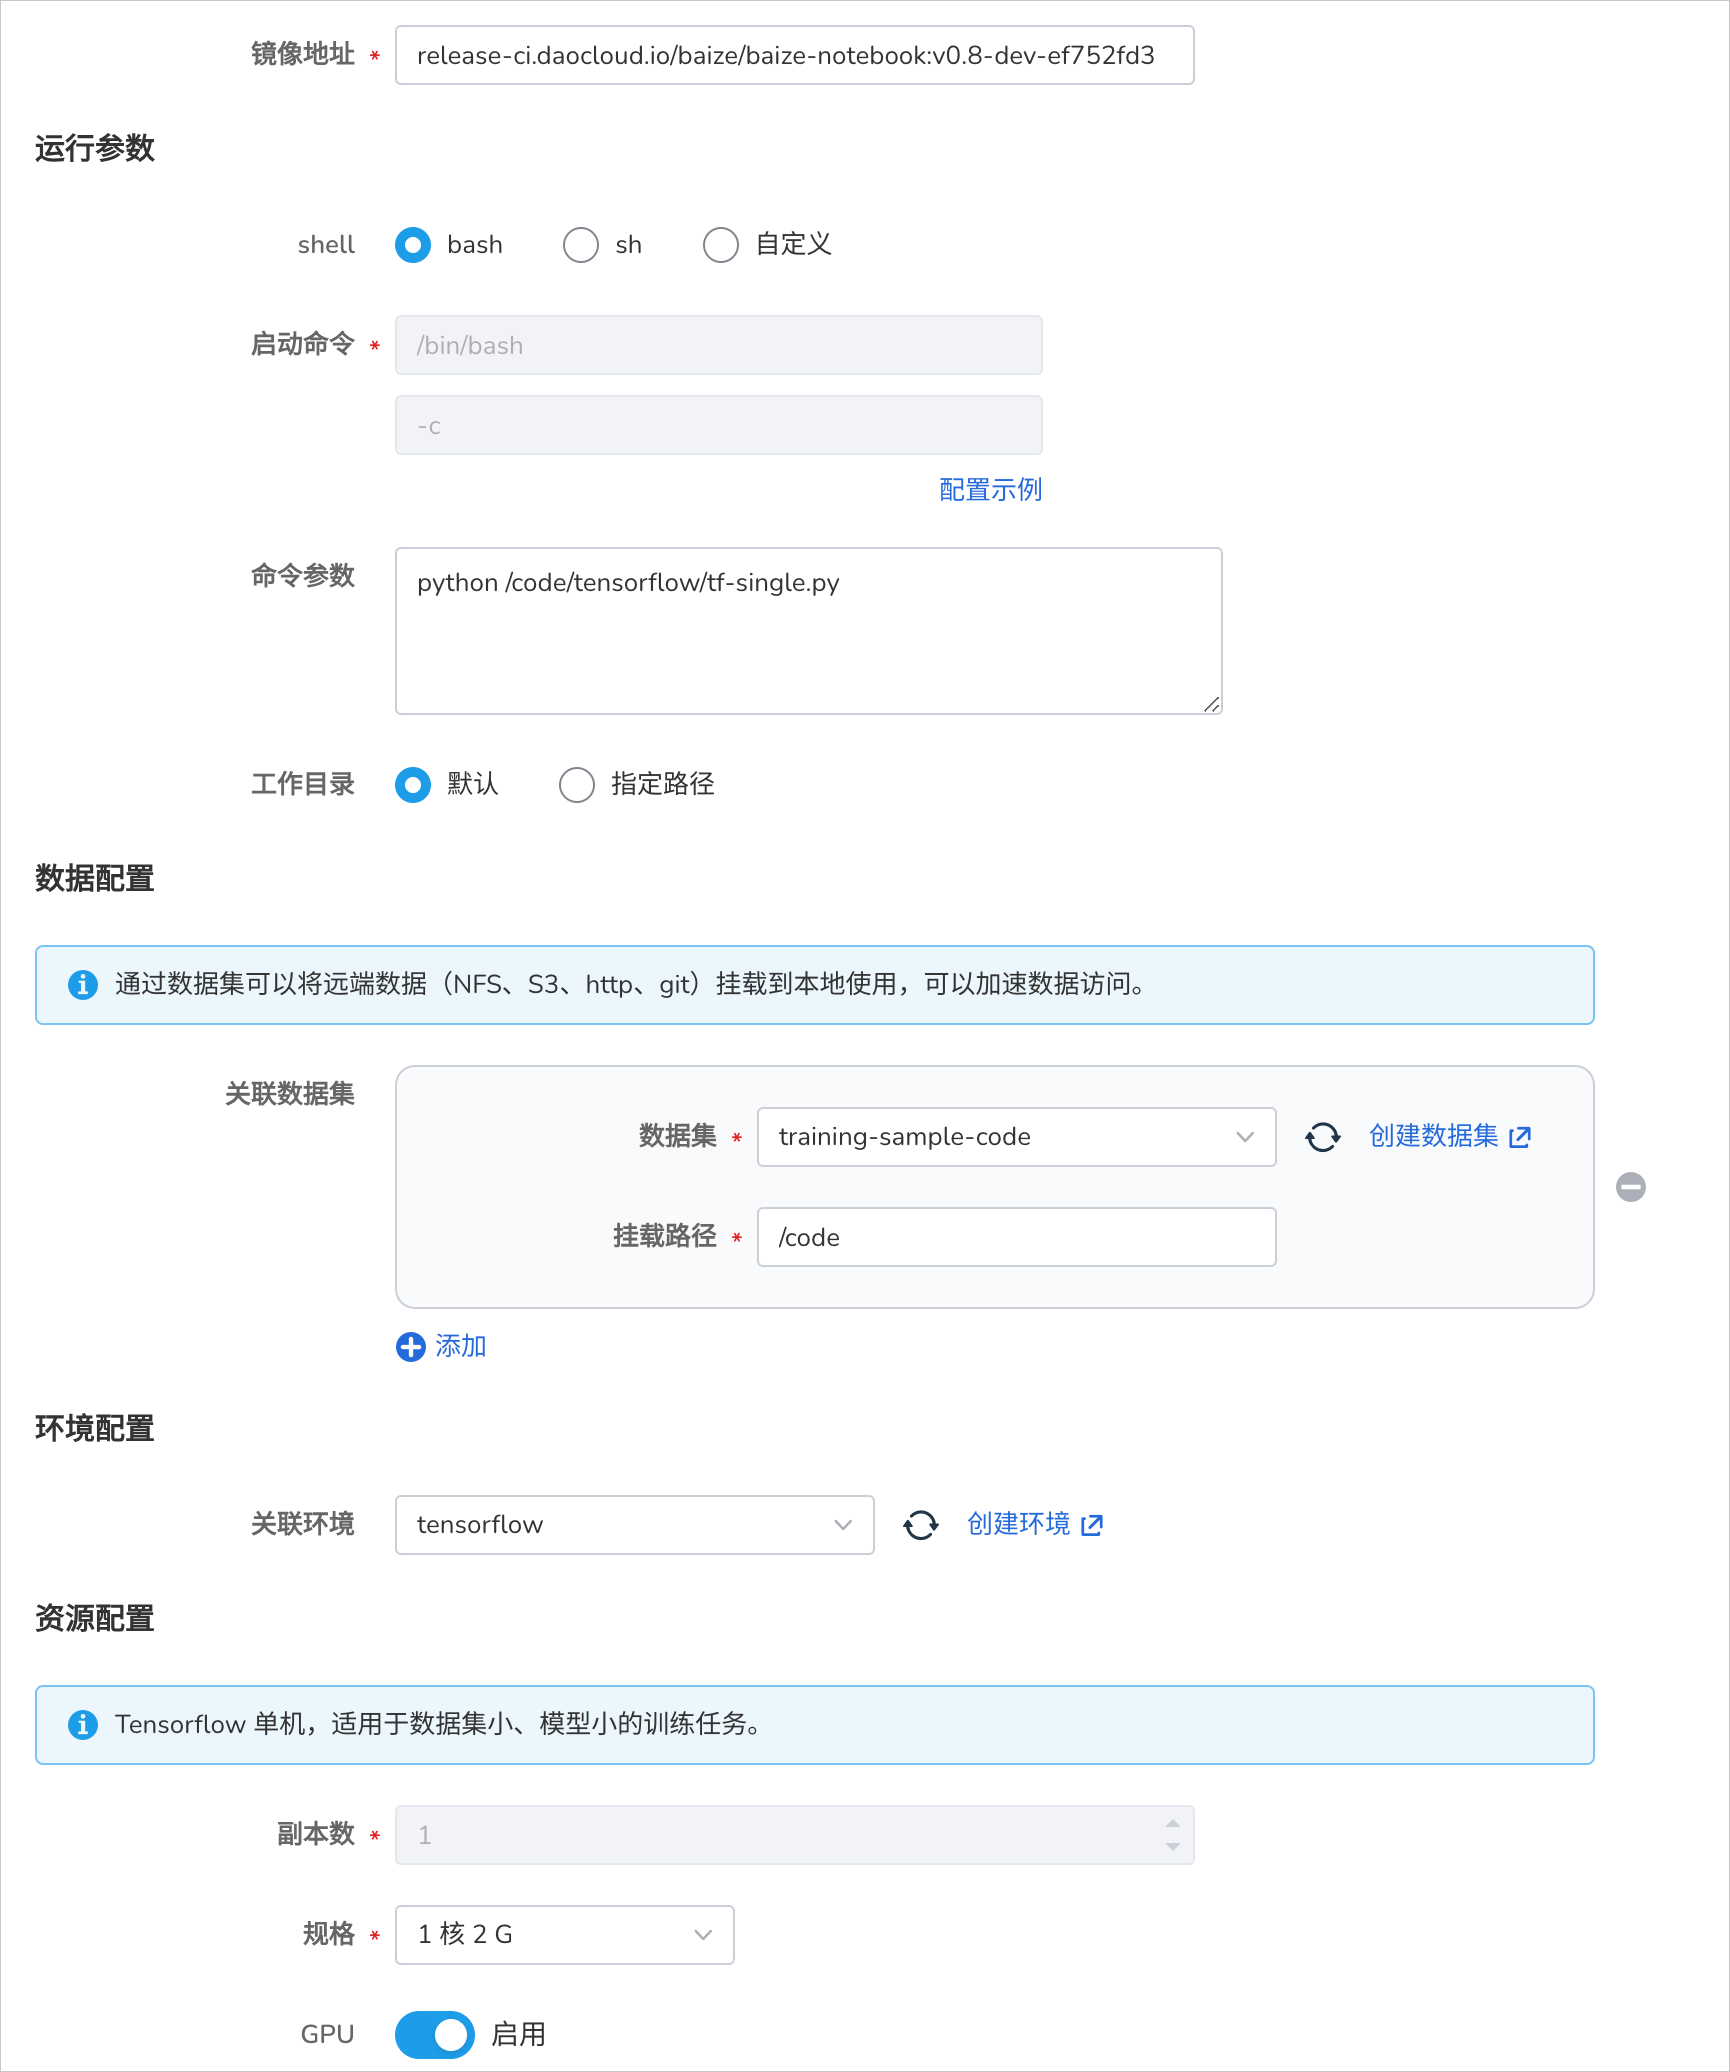 镜像地址 * release-ci.daocloud.io/baize/baize-notebook:v0.8-dev-ef752fd3
运行参数
shell bash sh 自定义
启动命令 * /bin/bash
-c
配置示例
命令参数 python /code/tensorflow/tf-single.py
工作目录 默认 指定路径
数据配置
通过数据集可以将远端数据（NFS、S3、http、git）挂载到本地使用，可以加速数据访问。
关联数据集
数据集 * training-sample-code 创建数据集
挂载路径 * /code
添加
环境配置
关联环境 tensorflow 创建环境
资源配置
Tensorflow 单机，适用于数据集小、模型小的训练任务。
副本数 * 1
规格 * 1 核 2 G
GPU 启用